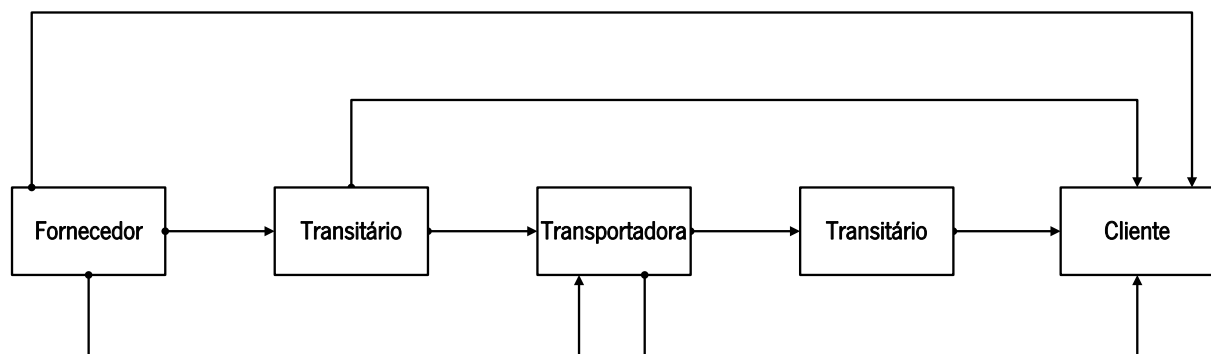 Fornecedor
Transitário
Transportadora
Transitário
Cliente